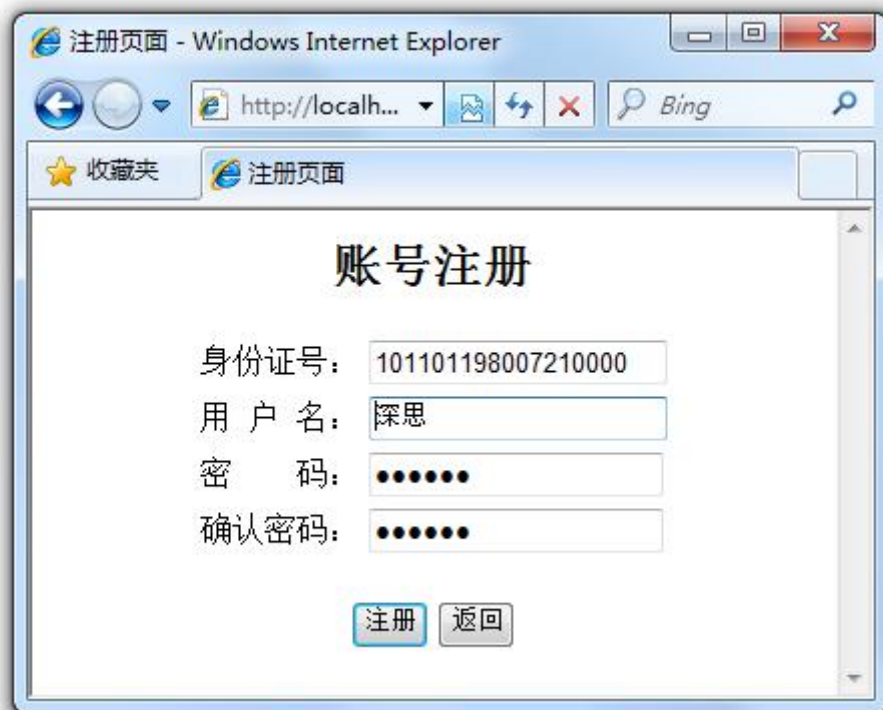 注册页面 - Windows Internet Explorer
http://localh... Bing
收藏夹 注册页面
账号注册
身份证号： 101101198007210000
用 户 名： 深思
密 码： ●●●●●●
确认密码： ●●●●●●
注册 返回